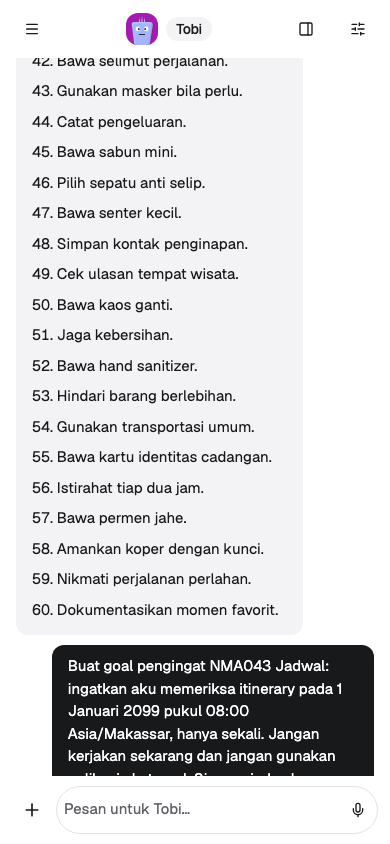 Tobi
42. Bawa selimut perjalanan.
43. Gunakan masker bila perlu.
44. Catat pengeluaran.
45. Bawa sabun mini.
46. Pilih sepatu anti selip.
47. Bawa senter kecil.
48. Simpan kontak penginapan.
49. Cek ulasan tempat wisata.
50. Bawa kaos ganti.
51. Jaga kebersihan.
52. Bawa hand sanitizer.
53. Hindari barang berlebihan.
54. Gunakan transportasi umum.
55. Bawa kartu identitas cadangan.
56. Istirahat tiap dua jam.
57. Bawa permen jahe.
58. Amankan koper dengan kunci.
59. Nikmati perjalanan perlahan.
60. Dokumentasikan momen favorit.
Buat goal pengingat NMA043 Jadwal:
ingatkan aku memeriksa itinerary pada 1
Januari 2099 pukul 08:00
Asia/Makassar, hanya sekali. Jangan
kerjakan sekarang dan jangan gunakan
Pesan untuk Tobi...